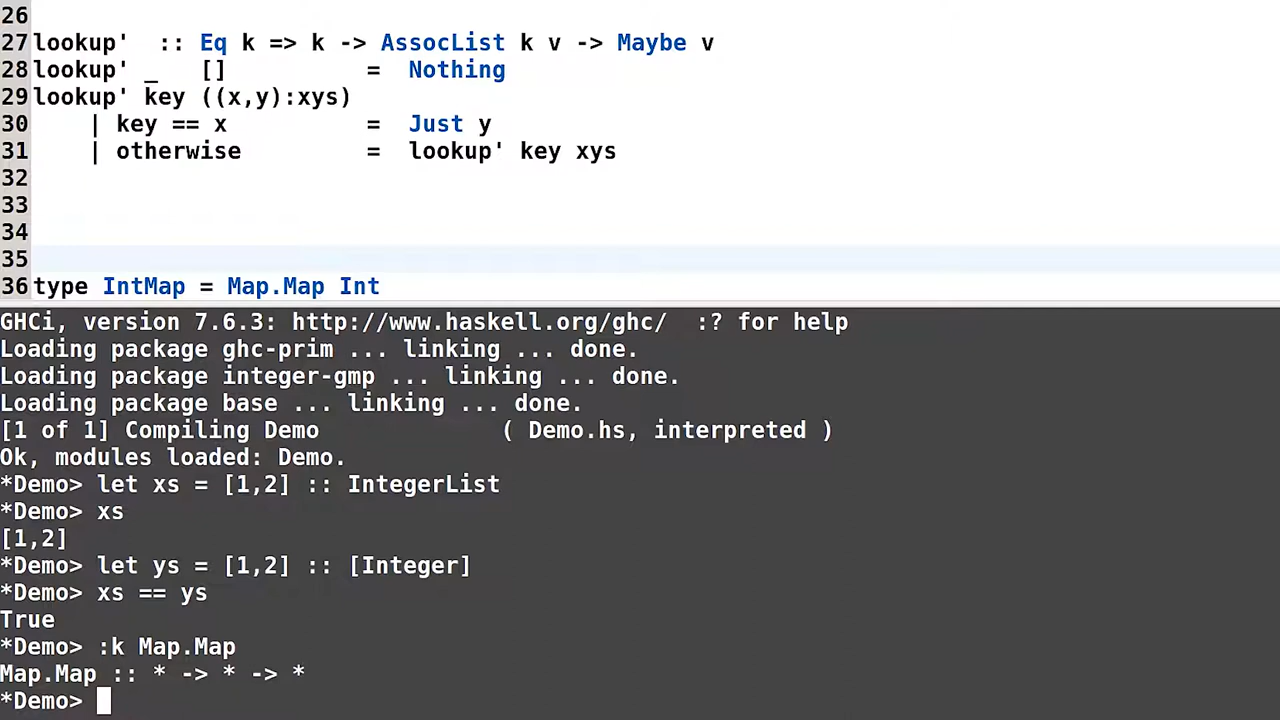 26
27 lookup'  :: Eq k => k -> AssocList k v -> Maybe v
28 lookup' _   []          =  Nothing
29 lookup' key ((x,y):xys)
30     | key == x          =  Just y
31     | otherwise         =  lookup' key xys
32
33
34
35
36 type IntMap = Map.Map Int
GHCi, version 7.6.3: http://www.haskell.org/ghc/  :? for help
Loading package ghc-prim ... linking ... done.
Loading package integer-gmp ... linking ... done.
Loading package base ... linking ... done.
[1 of 1] Compiling Demo             ( Demo.hs, interpreted )
Ok, modules loaded: Demo.
*Demo> let xs = [1,2] :: IntegerList
*Demo> xs
[1,2]
*Demo> let ys = [1,2] :: [Integer]
*Demo> xs == ys
True
*Demo> :k Map.Map
Map.Map :: * -> * -> *
*Demo>